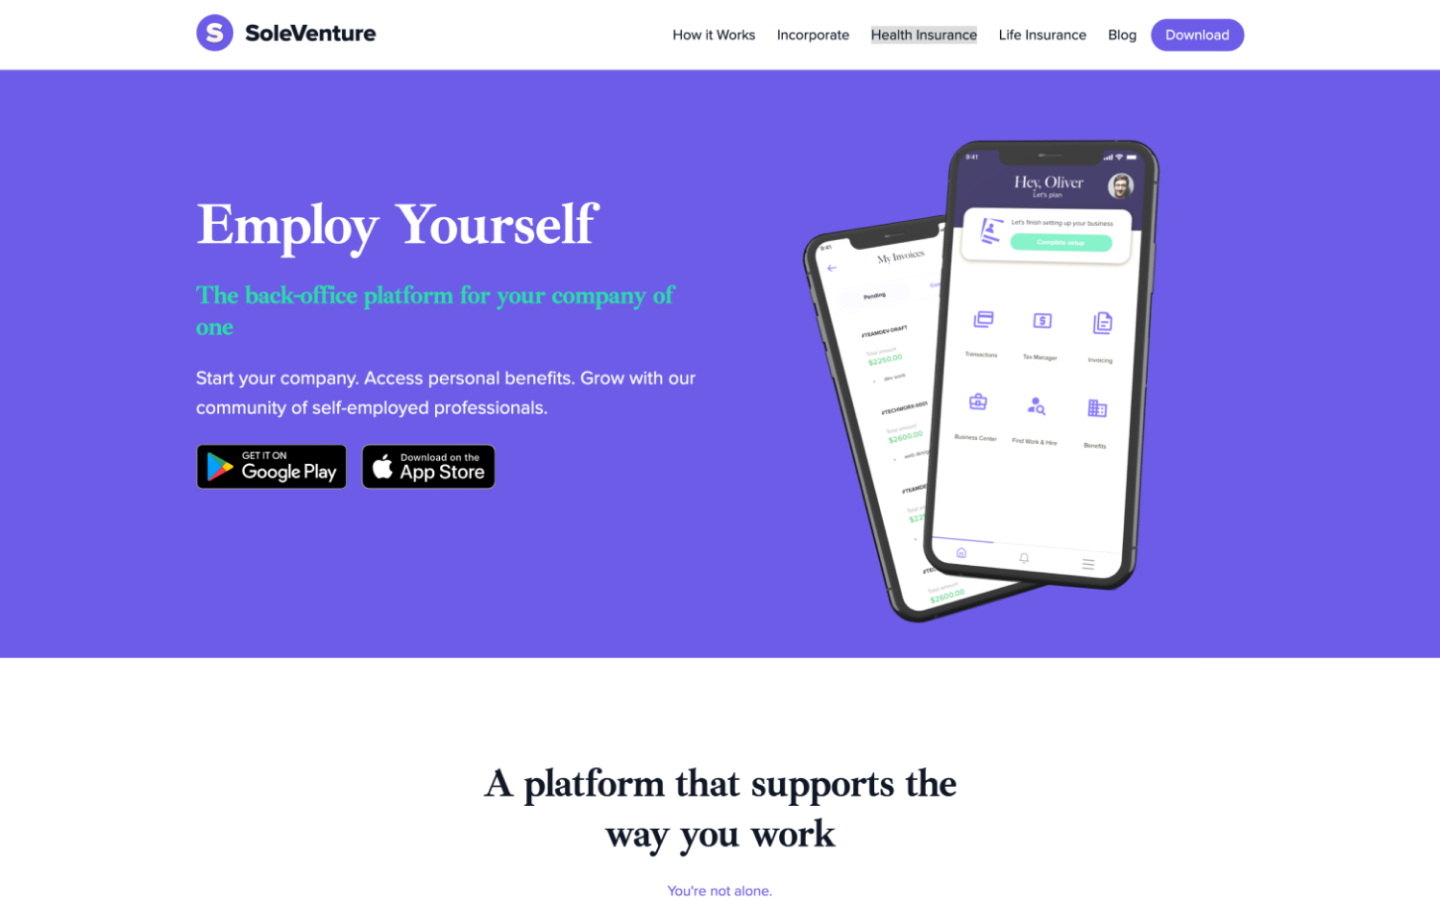 S SoleVenture
How it Works Incorporate Health Insurance Life Insurance Blog Download
Employ Yourself
The back-office platform for your company of
one
Start your company. Access personal benefits. Grow with our
community of self-employed professionals.
GET IT ON
Google Play
Download on the
App Store
9:41
My Invoices
Pending
#TEAMDEV-DRAFT
Total amount
$2250.00
dev work
#TECHWORX-0001
Total amount
$2600.00
web desig
Total amount
$2600.00
9:41
Hey, Oliver
Let's plan
Let's finish setting up your business
Complete setup
Transactions Tax Manager Invoicing
Business Center Find Work & Hire Benefits
A platform that supports the
way you work
You're not alone.